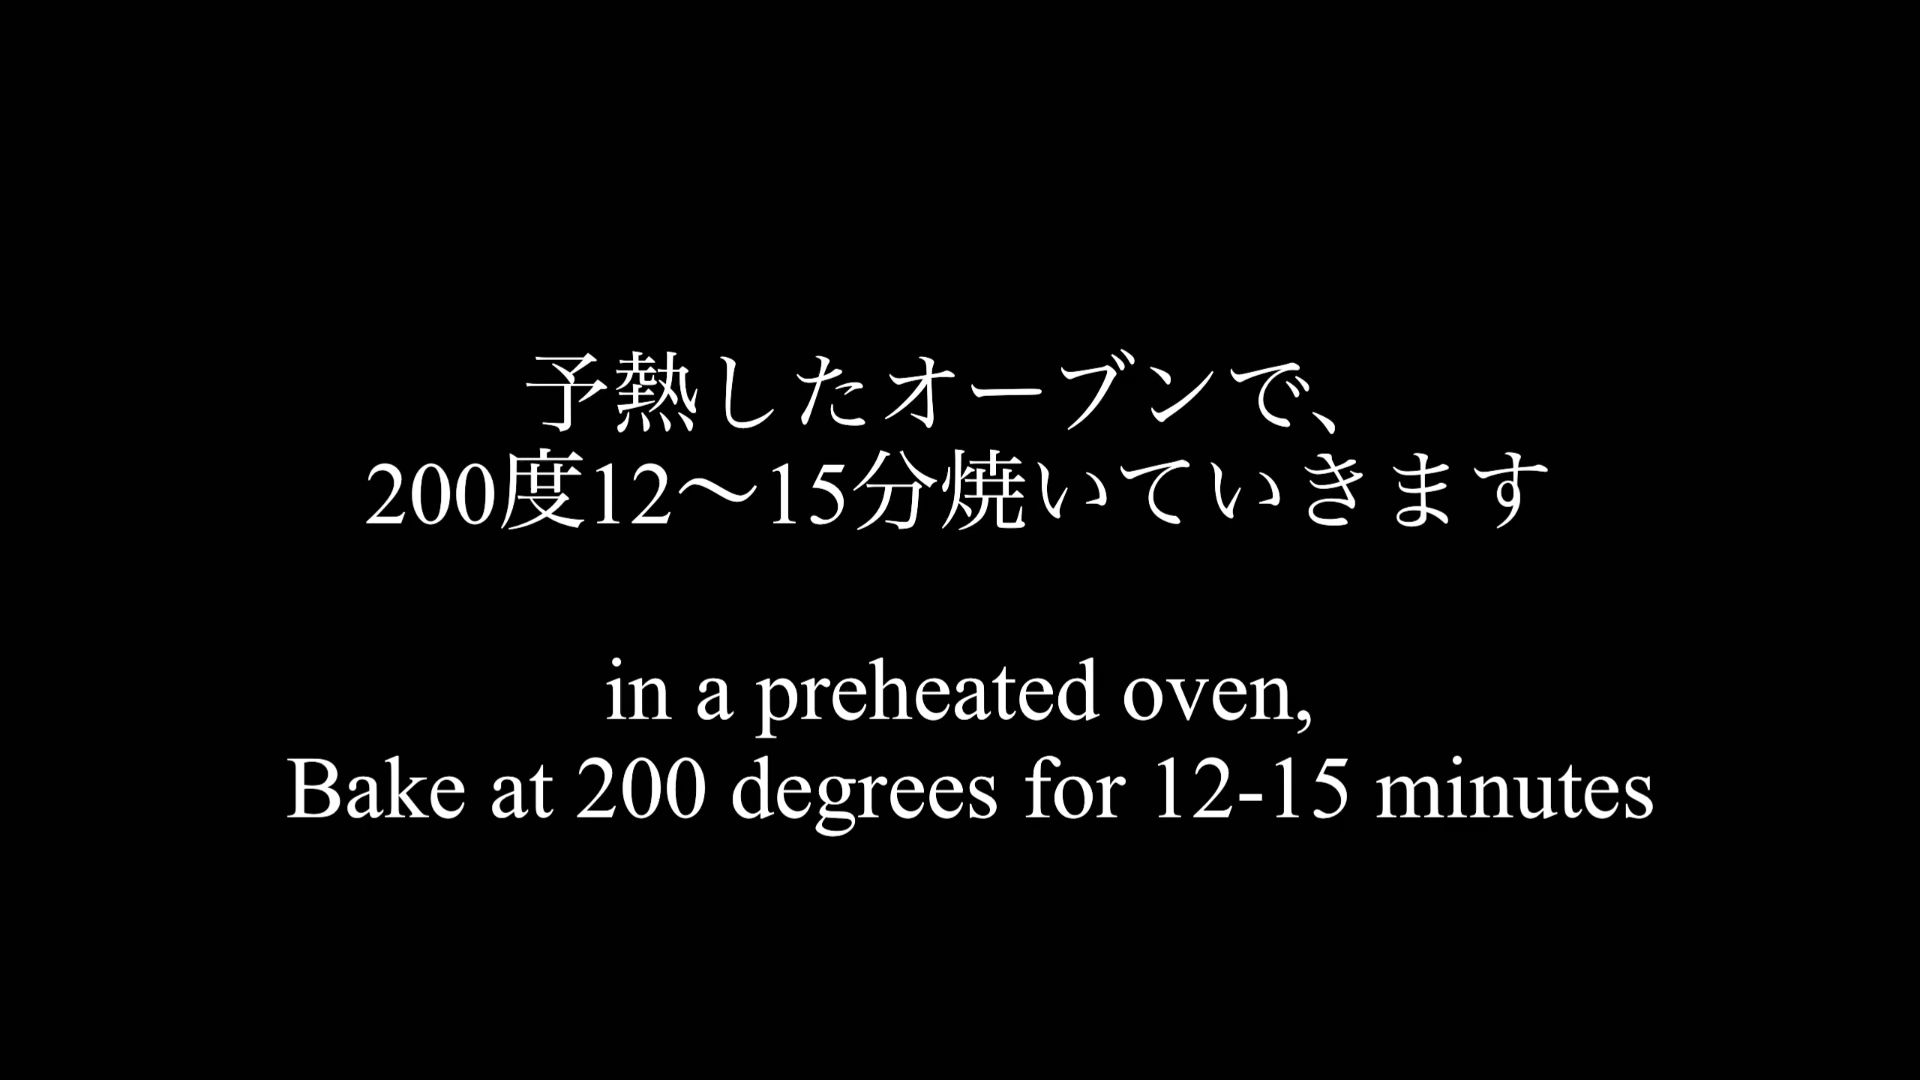 予熱したオーブンで、
200度12〜15分焼いていきます
in a preheated oven,
Bake at 200 degrees for 12-15 minutes